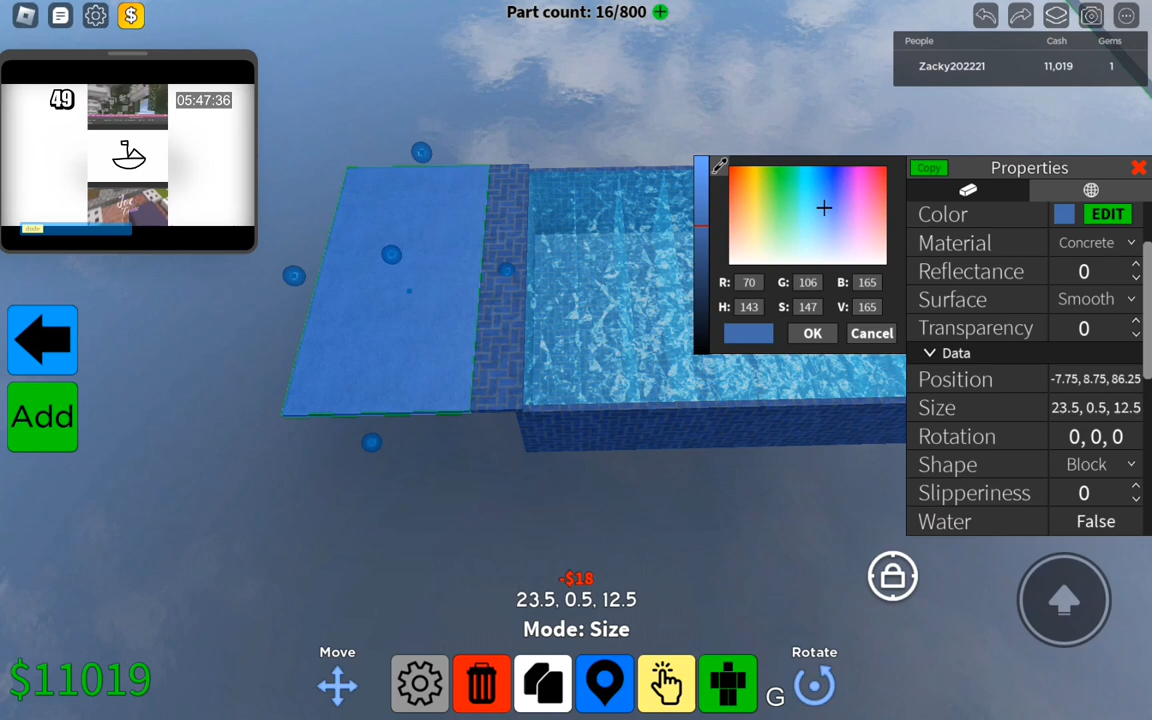 Part count: 16/800 +
$
People Cash Gems
Zacky202221 11,019 1
49
05:47:36
dude
Copy Properties
Color EDIT
Material Concrete
Reflectance 0
Surface Smooth
Transparency 0
Data
Position -7.75, 8.75, 86.25
Size 23.5, 0.5, 12.5
Rotation 0, 0, 0
Shape Block
Slipperiness 0
Water False
R: 70 G: 106 B: 165
H: 143 S: 147 V: 165
OK Cancel
Add
-$18
23.5, 0.5, 12.5
Mode: Size
Move
Rotate
G
$11019